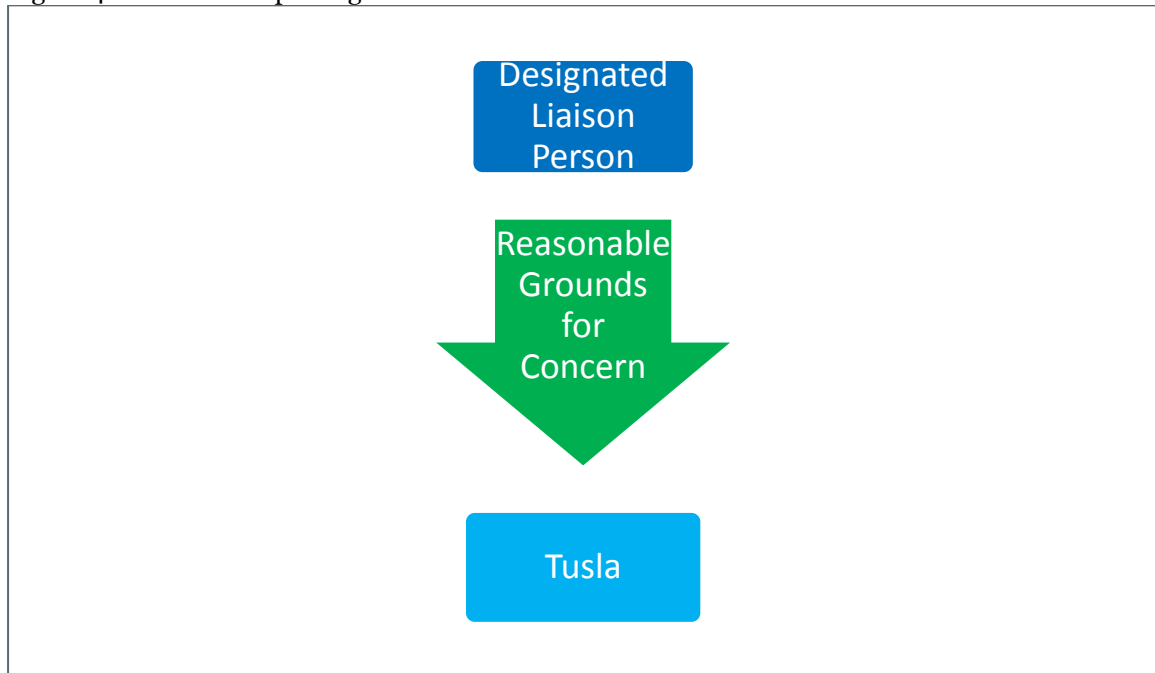 Designated
Liaison
Person
Reasonable
Grounds
for
Concern
Tusla